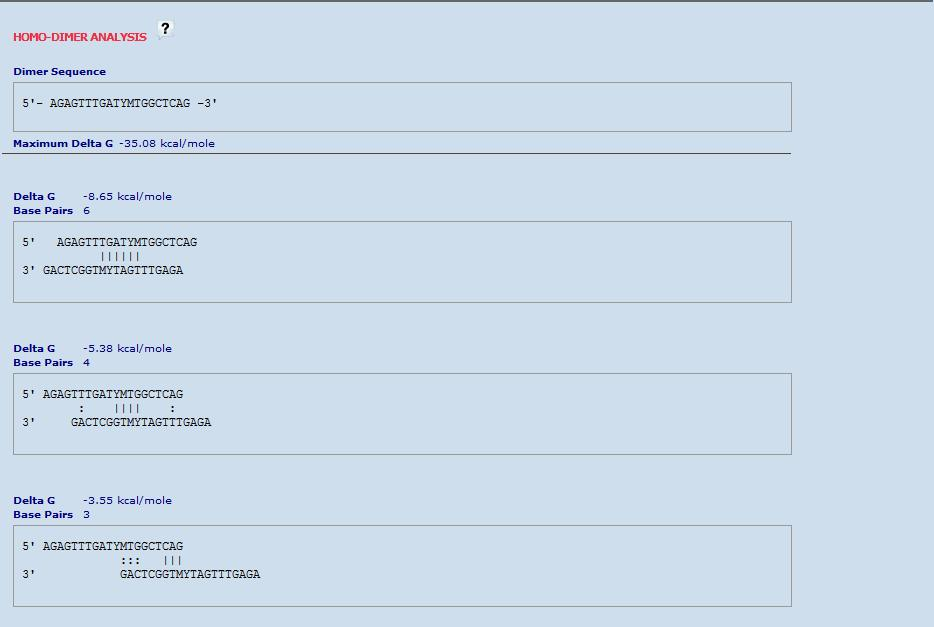 HOMO-DIMER ANALYSIS ?
Dimer Sequence
5'- AGAGTTTGATYMTGGCTCAG -3'
Maximum Delta G -35.08 kcal/mole
Delta G -8.65 kcal/mole
Base Pairs 6
5'   AGAGTTTGATYMTGGCTCAG
           ||||||
3' GACTCGGTMYTAGTTTGAGA
Delta G -5.38 kcal/mole
Base Pairs 4
5' AGAGTTTGATYMTGGCTCAG
        :    ||||    :
3'     GACTCGGTMYTAGTTTGAGA
Delta G -3.55 kcal/mole
Base Pairs 3
5' AGAGTTTGATYMTGGCTCAG
              :::   |||
3'            GACTCGGTMYTAGTTTGAGA